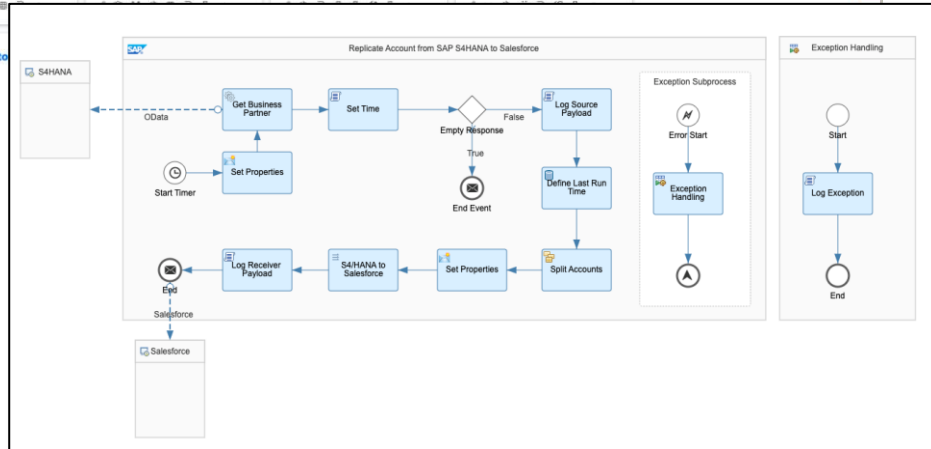 SAP
Replicate Account from SAP S4HANA to Salesforce
Exception Handling
S4HANA
OData
Get Business
Partner
Set Time
Empty Response
False
True
Log Source
Payload
Exception Subprocess
Error Start
Start
Start Timer
Set Properties
End Event
Define Last Run
Time
Exception
Handling
Log Exception
End
Log Receiver
Payload
S4/HANA to
Salesforce
Set Properties
Split Accounts
End
Salesforce
Salesforce